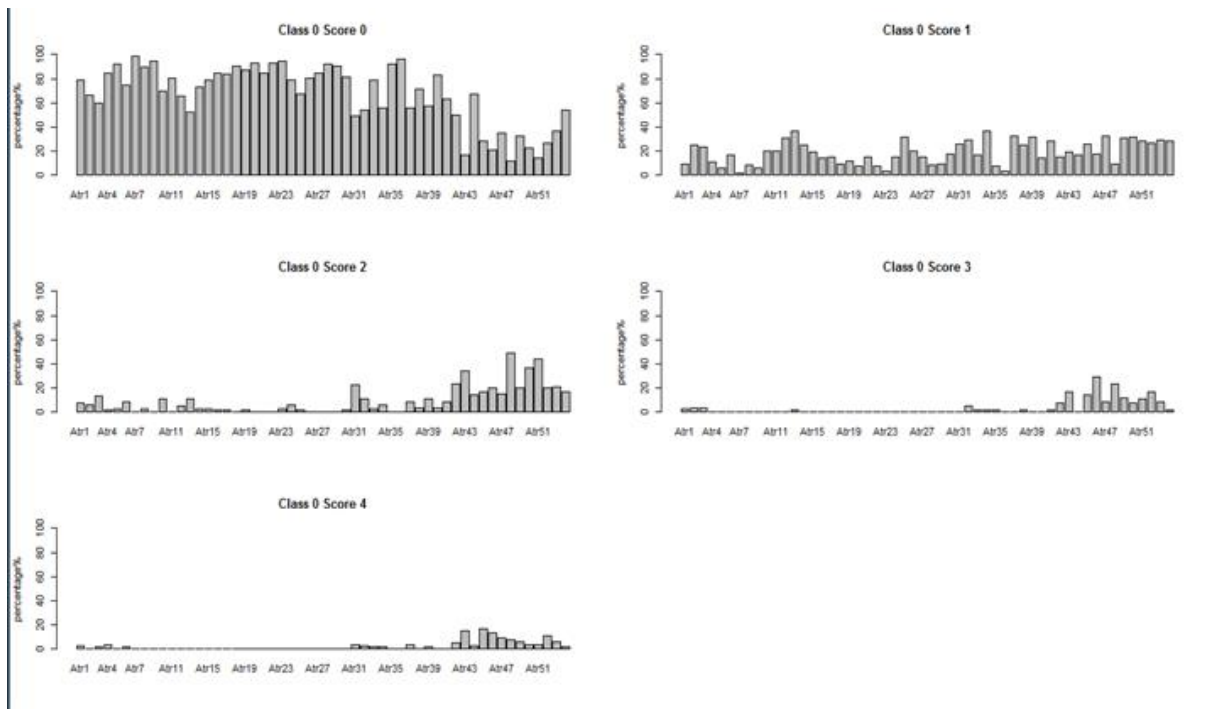 Class 0 Score 0
percentage%
0 20 40 60 80 100
Atr1 Atr4 Atr7 Atr11 Atr15 Atr19 Atr23 Atr27 Atr31 Atr35 Atr39 Atr43 Atr47 Atr51
Class 0 Score 1
percentage%
0 20 40 60 80 100
Atr1 Atr4 Atr7 Atr11 Atr15 Atr19 Atr23 Atr27 Atr31 Atr35 Atr39 Atr43 Atr47 Atr51
Class 0 Score 2
percentage%
0 20 40 60 80 100
Atr1 Atr4 Atr7 Atr11 Atr15 Atr19 Atr23 Atr27 Atr31 Atr35 Atr39 Atr43 Atr47 Atr51
Class 0 Score 3
percentage%
0 20 40 60 80 100
Atr1 Atr4 Atr7 Atr11 Atr15 Atr19 Atr23 Atr27 Atr31 Atr35 Atr39 Atr43 Atr47 Atr51
Class 0 Score 4
percentage%
0 20 40 60 80 100
Atr1 Atr4 Atr7 Atr11 Atr15 Atr19 Atr23 Atr27 Atr31 Atr35 Atr39 Atr43 Atr47 Atr51